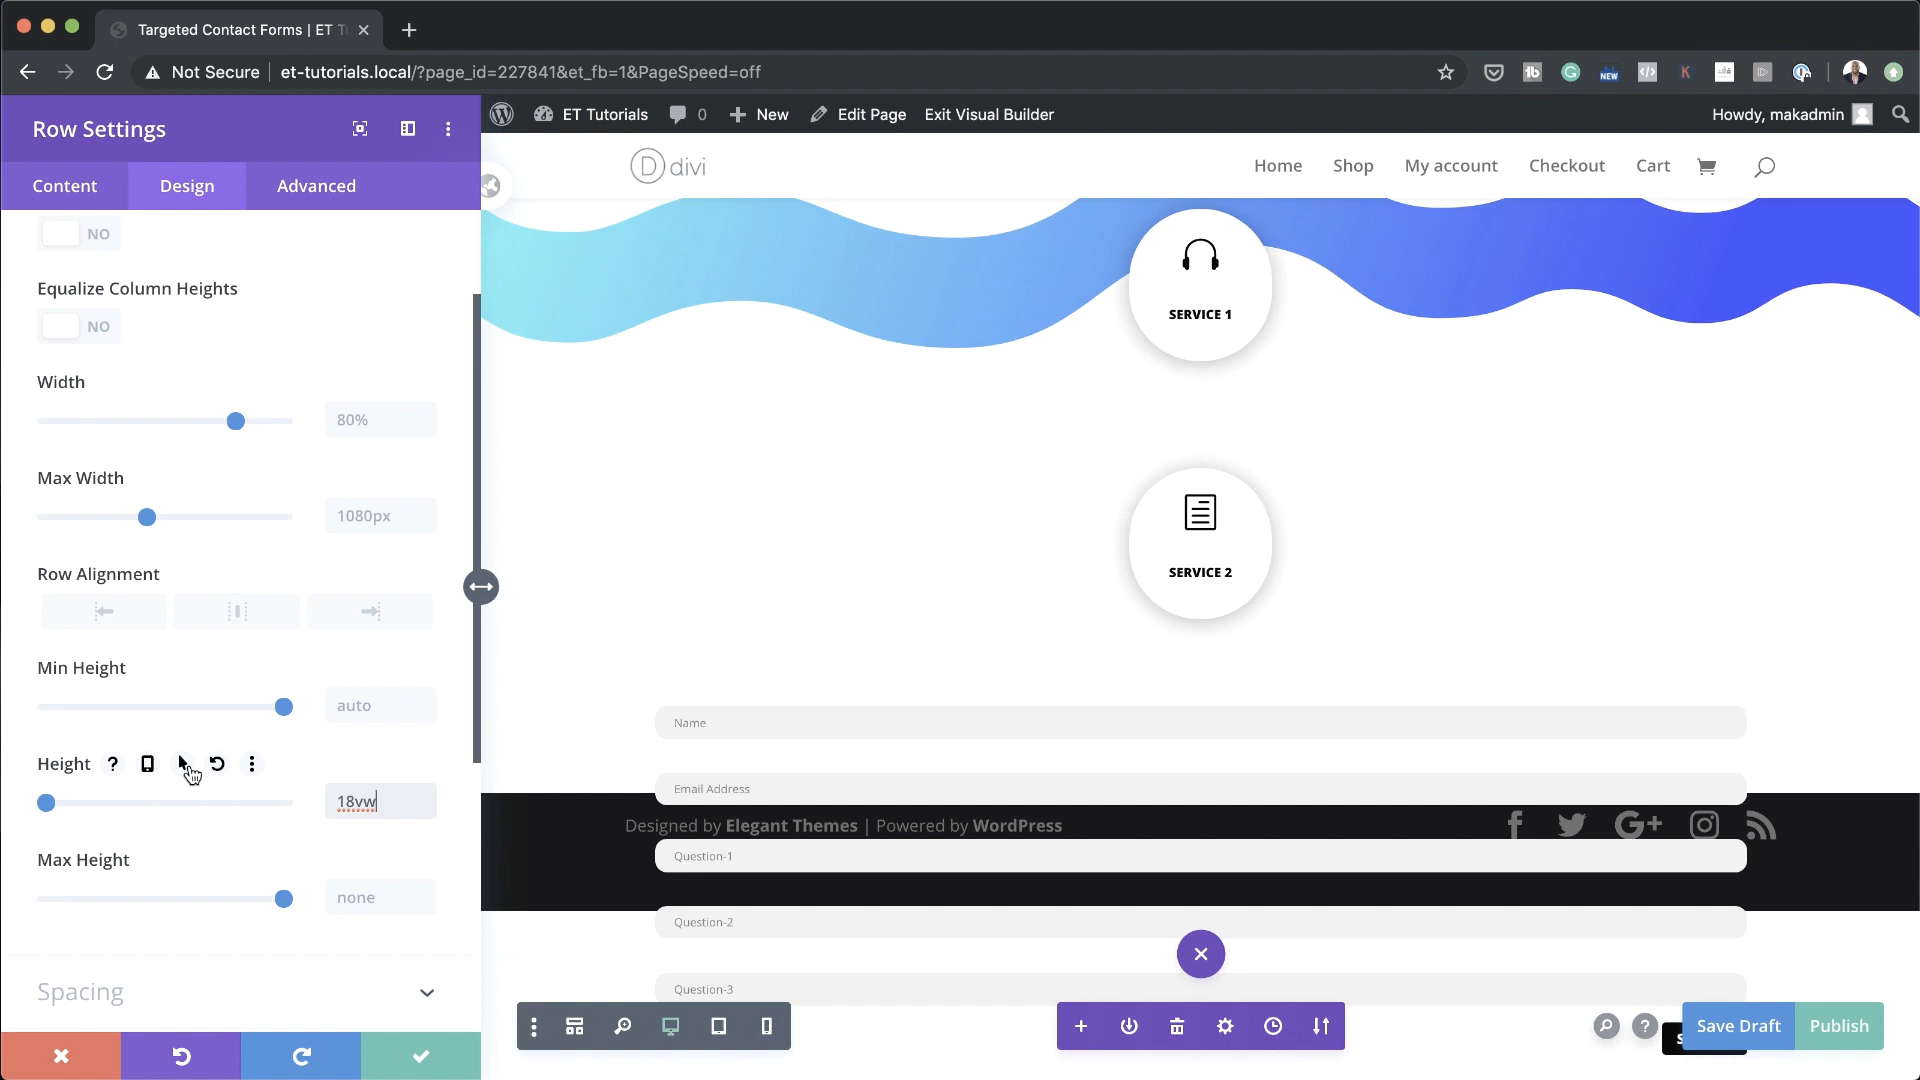 Targeted Contact Forms | ET T
Not Secure
et-tutorials.local/?page_id=227841&et_fb=1&PageSpeed=off
NEW
Row Settings
ET Tutorials
0
New
Edit Page
Exit Visual Builder
Howdy, makadmin
Content
Design
Advanced
divi
Home
Shop
My account
Checkout
Cart
NO
Equalize Column Heights
NO
SERVICE 1
Width
80%
Max Width
1080px
Row Alignment
SERVICE 2
Min Height
auto
Name
Height ?
18vw
Email Address
Designed by Elegant Themes | Powered by WordPress
Max Height
none
Question-1
Question-2
Spacing
Question-3
Save Draft
Publish